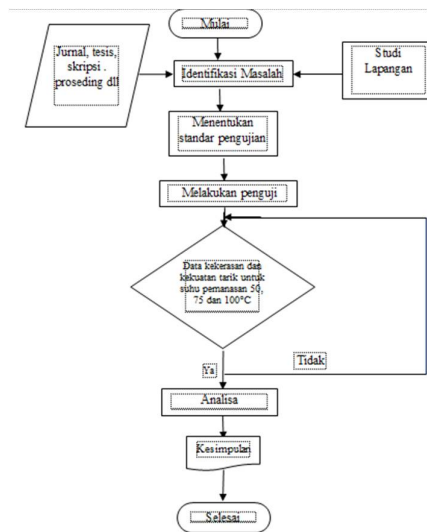 Mulai
Jurnal, tesis,
skripsi .
proseding dll
Identifikasi Masalah
Studi
Lapangan
Menentukan
standar pengujian
Melakukan penguji
Data kekerasan dan
kekuatan tarik untuk
suhu pemanasan 50,
75 dan 100°C
Ya
Tidak
Analisa
Kesimpulan
Selesai